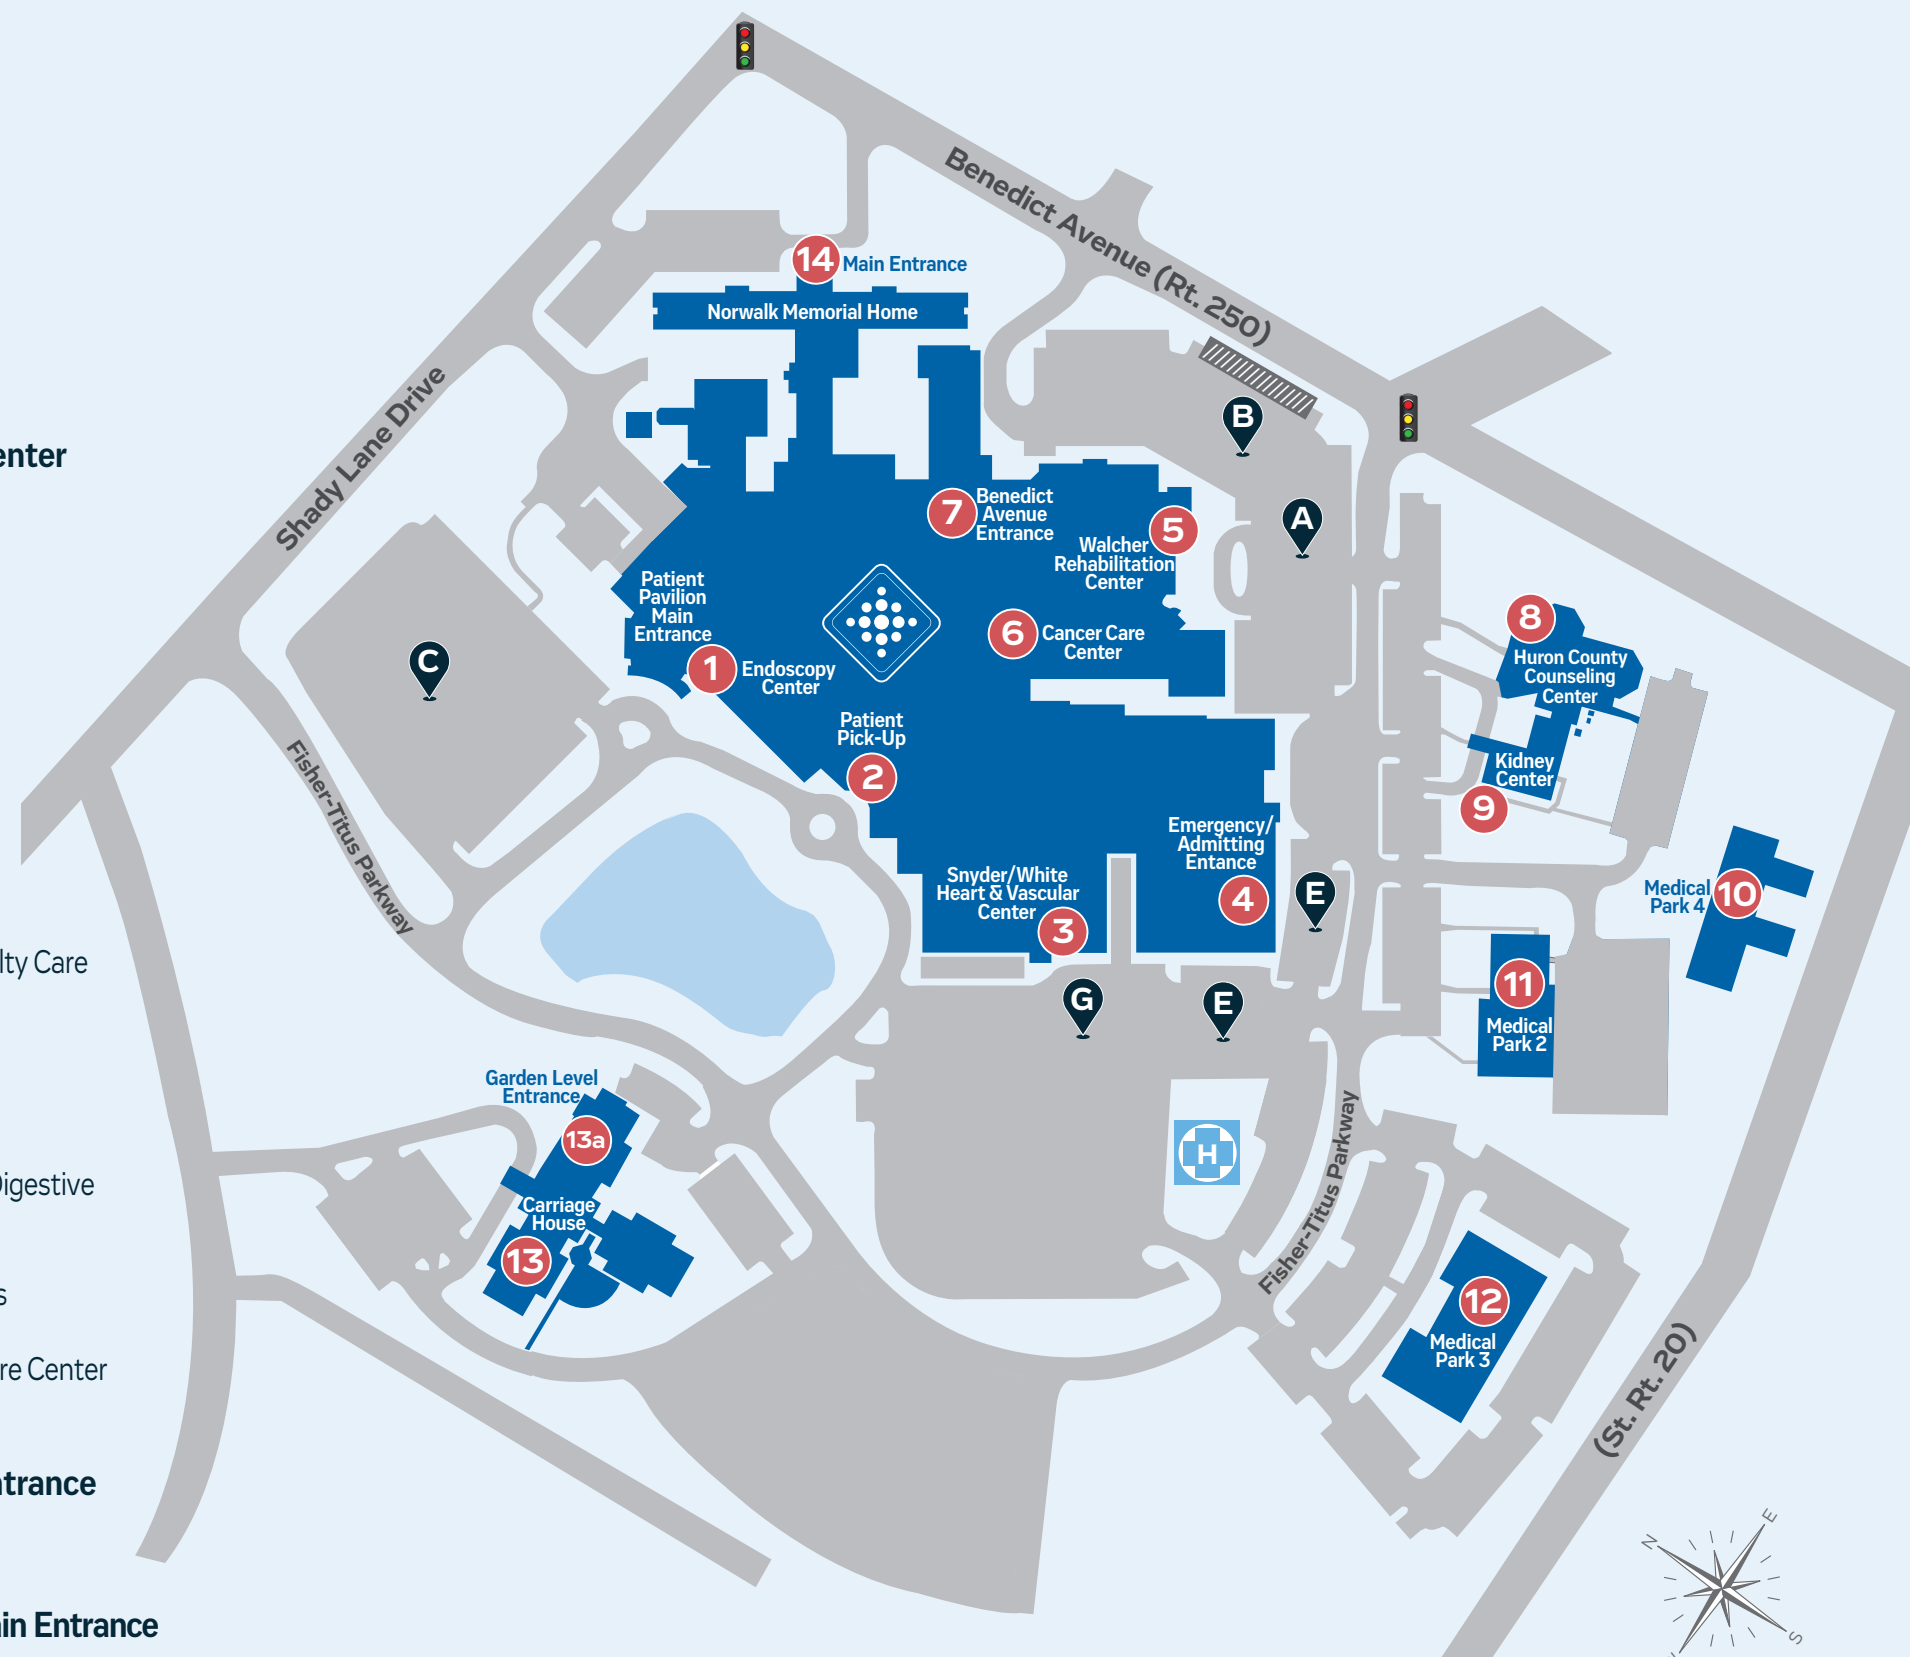 enter
lty Care
Digestive
s
re Center
ntrance
ain Entrance
Benedict Avenue (Rt. 250)
Shady Lane Drive
14
Main Entrance
Norwalk Memorial Home
B
A
7
Benedict
Avenue
Entrance
5
Walcher
Rehabilitation
Center
Patient
Pavilion
Main
Entrance
1
Endoscopy
Center
6
Cancer Care
Center
C
8
Huron County
Counseling
Center
Kidney
Center
9
Patient
Pick-Up
2
Fisher-Titus Parkway
Emergency/
Admitting
Entance
4
Snyder/White
Heart & Vascular
Center
3
E
Medical
Park 4
10
11
Medical
Park 2
G
E
Garden Level
Entrance
13a
H
Fisher-Titus Parkway
Carriage
House
13
12
Medical
Park 3
(St. Rt. 20)
N
E
S